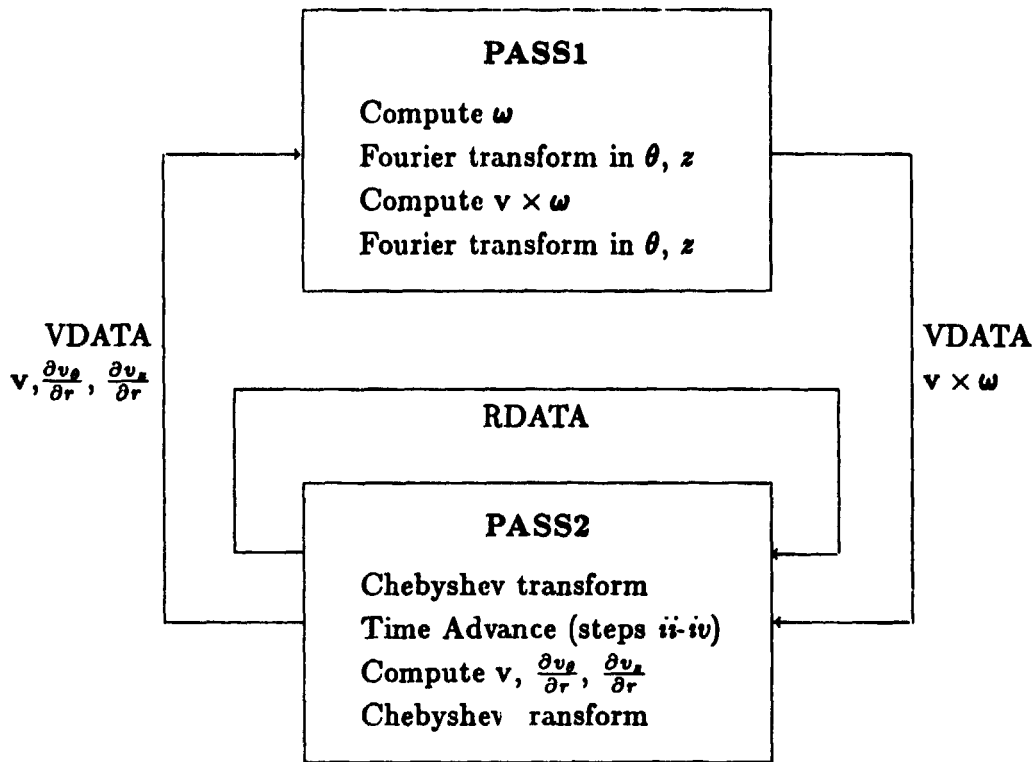 PASS1
Compute ω
Fourier transform in θ, z
Compute v × ω
Fourier transform in θ, z
VDATA
v, ∂v_θ/∂r, ∂v_z/∂r
VDATA
v × ω
RDATA
PASS2
Chebyshev transform
Time Advance (steps ii-iv)
Compute v, ∂v_θ/∂r, ∂v_z/∂r
Chebyshev ransform